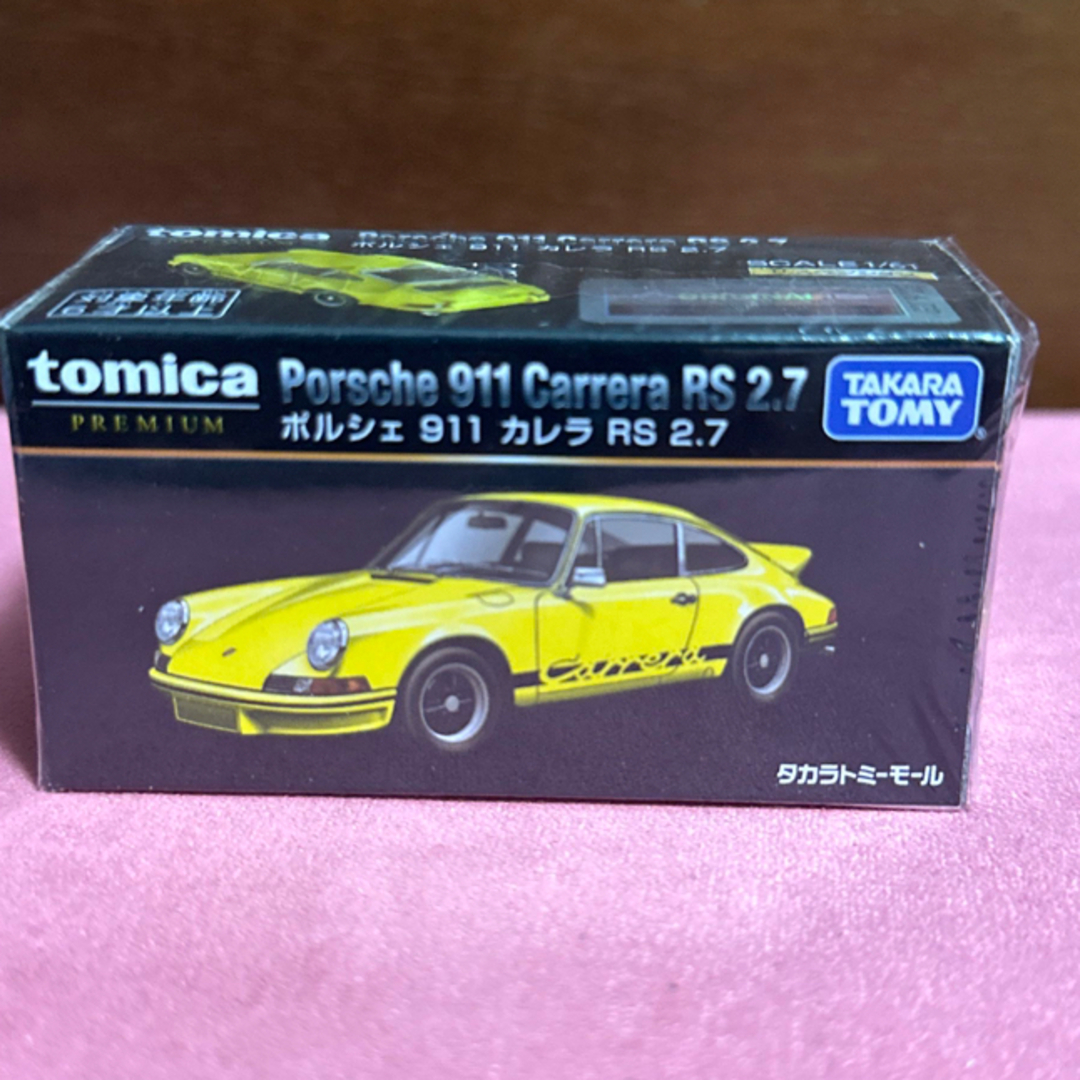 tomica
Porsche 911 Carrera RS 2.7
ポルシェ 911 カレラ RS 2.7
SCALE 1/61
tomica
PREMIUM
Porsche 911 Carrera RS 2.7
ポルシェ 911 カレラ RS 2.7
TAKARA
TOMY
Carrera
タカラトミーモール